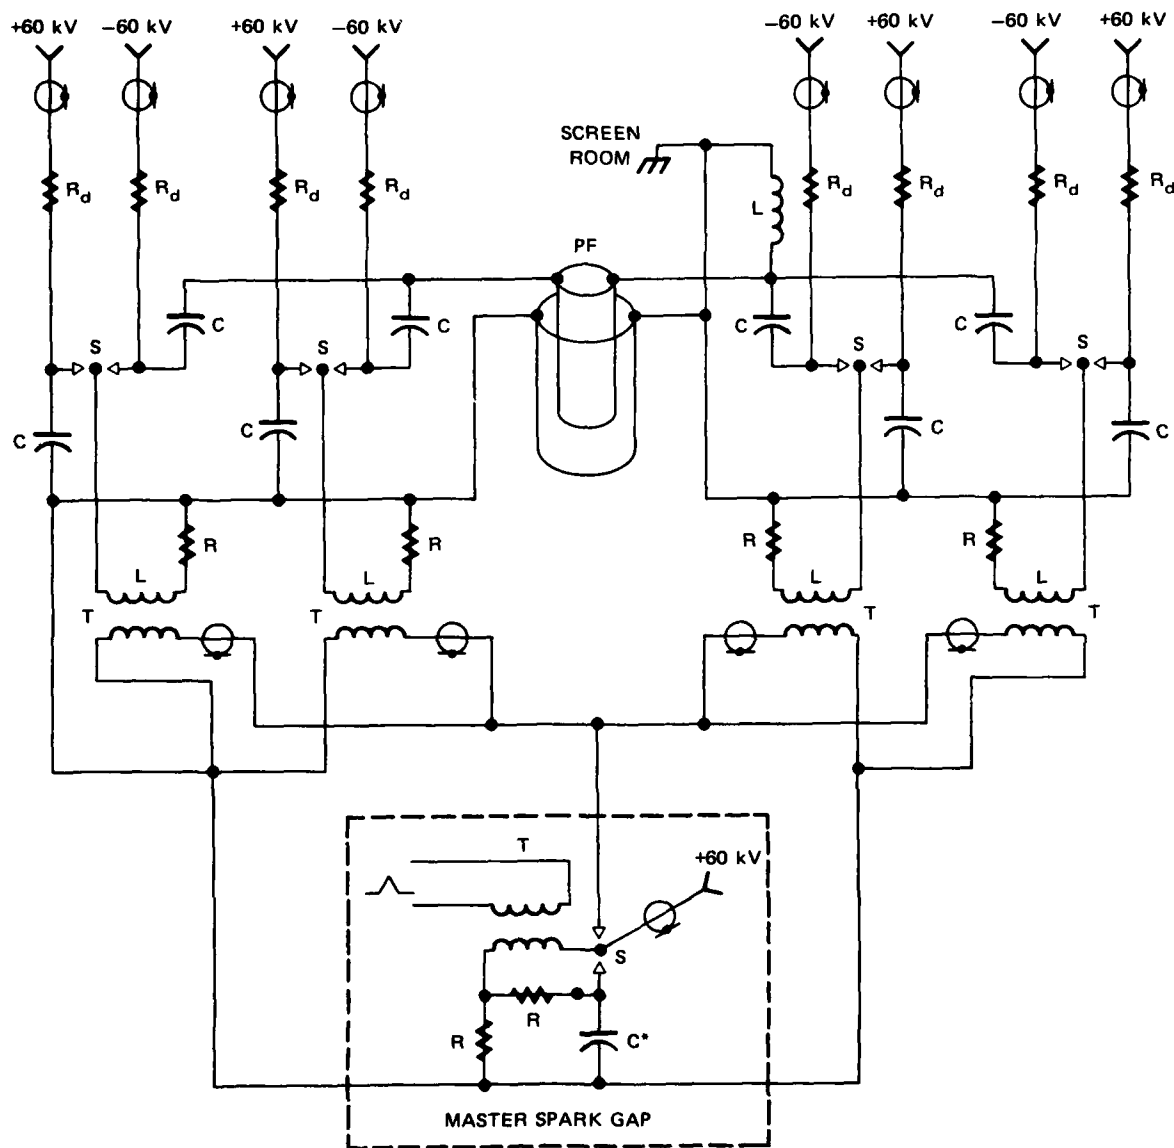 +60 kV -60 kV +60 kV -60 kV -60 kV +60 kV -60 kV +60 kV
SCREEN
ROOM
Rd Rd Rd Rd Rd Rd Rd Rd
L
PF
C C C C
S S S S
C C C C
R R R R
L L L L
T T T T
T
+60 kV
S
R
R C*
MASTER SPARK GAP